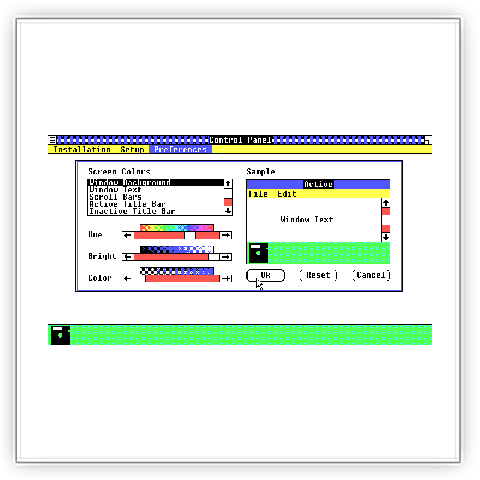 Control Panel
Installation Setup Preferences
Screen Colors
Window Background
Window Text
Scroll Bars
Active Title Bar
Inactive Title Bar
Hue
Bright
Color
Sample
Active
File Edit
Window Text
OK Reset Cancel